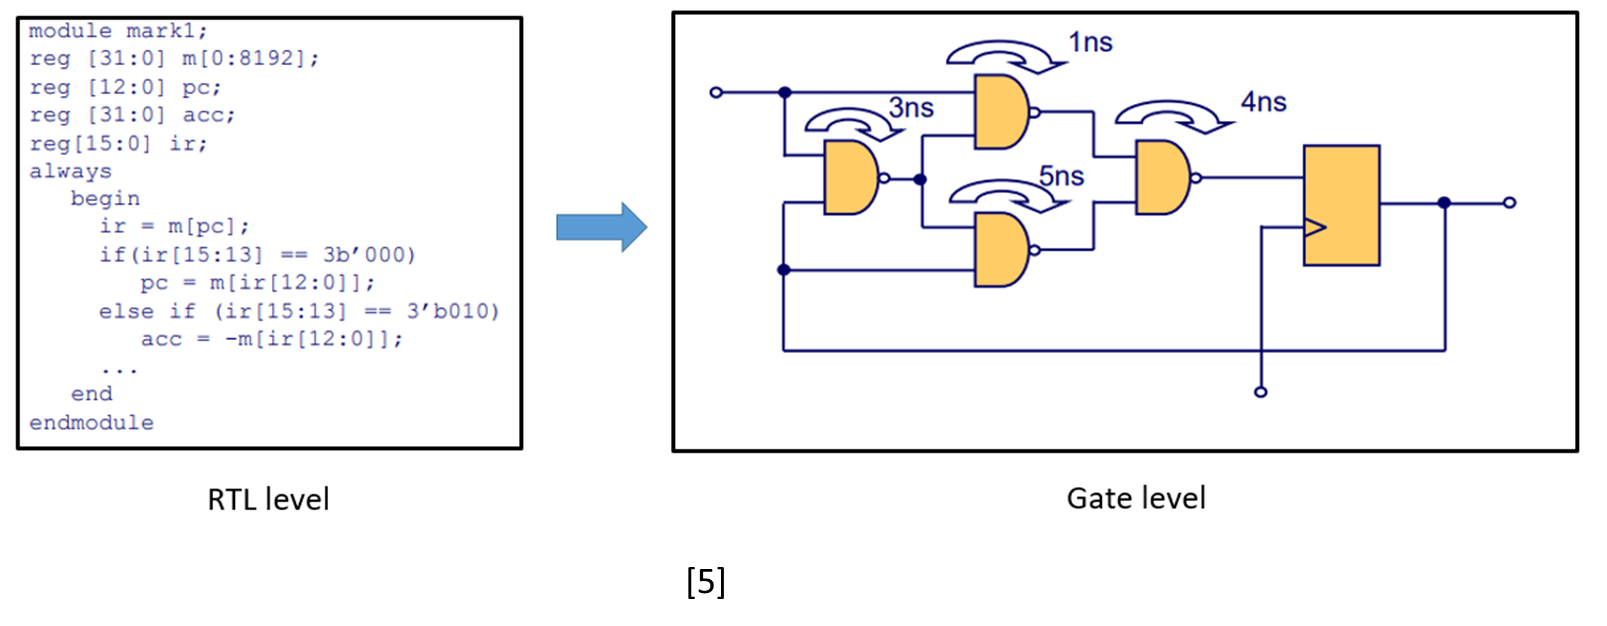 module mark1;
reg [31:0] m[0:8192];
reg [12:0] pc;
reg [31:0] acc;
reg[15:0] ir;
always
begin
ir = m[pc];
if(ir[15:13] == 3b’000)
pc = m[ir[12:0]];
else if (ir[15:13] == 3’b010)
acc = -m[ir[12:0]];
...
end
endmodule
RTL level
1ns
3ns
4ns
5ns
Gate level
[5]